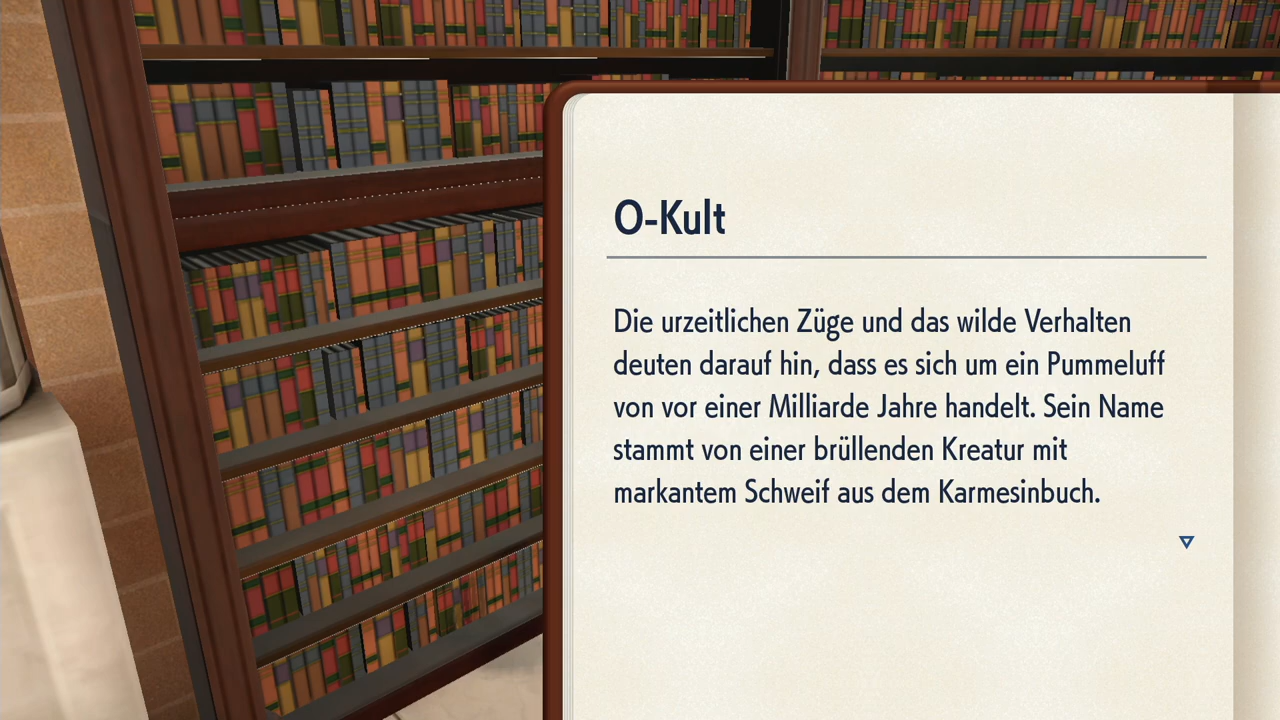 O-Kult
Die urzeitlichen Züge und das wilde Verhalten
deuten darauf hin, dass es sich um ein Pummeluff
von vor einer Milliarde Jahre handelt. Sein Name
stammt von einer brüllenden Kreatur mit
markantem Schweif aus dem Karmesinbuch.